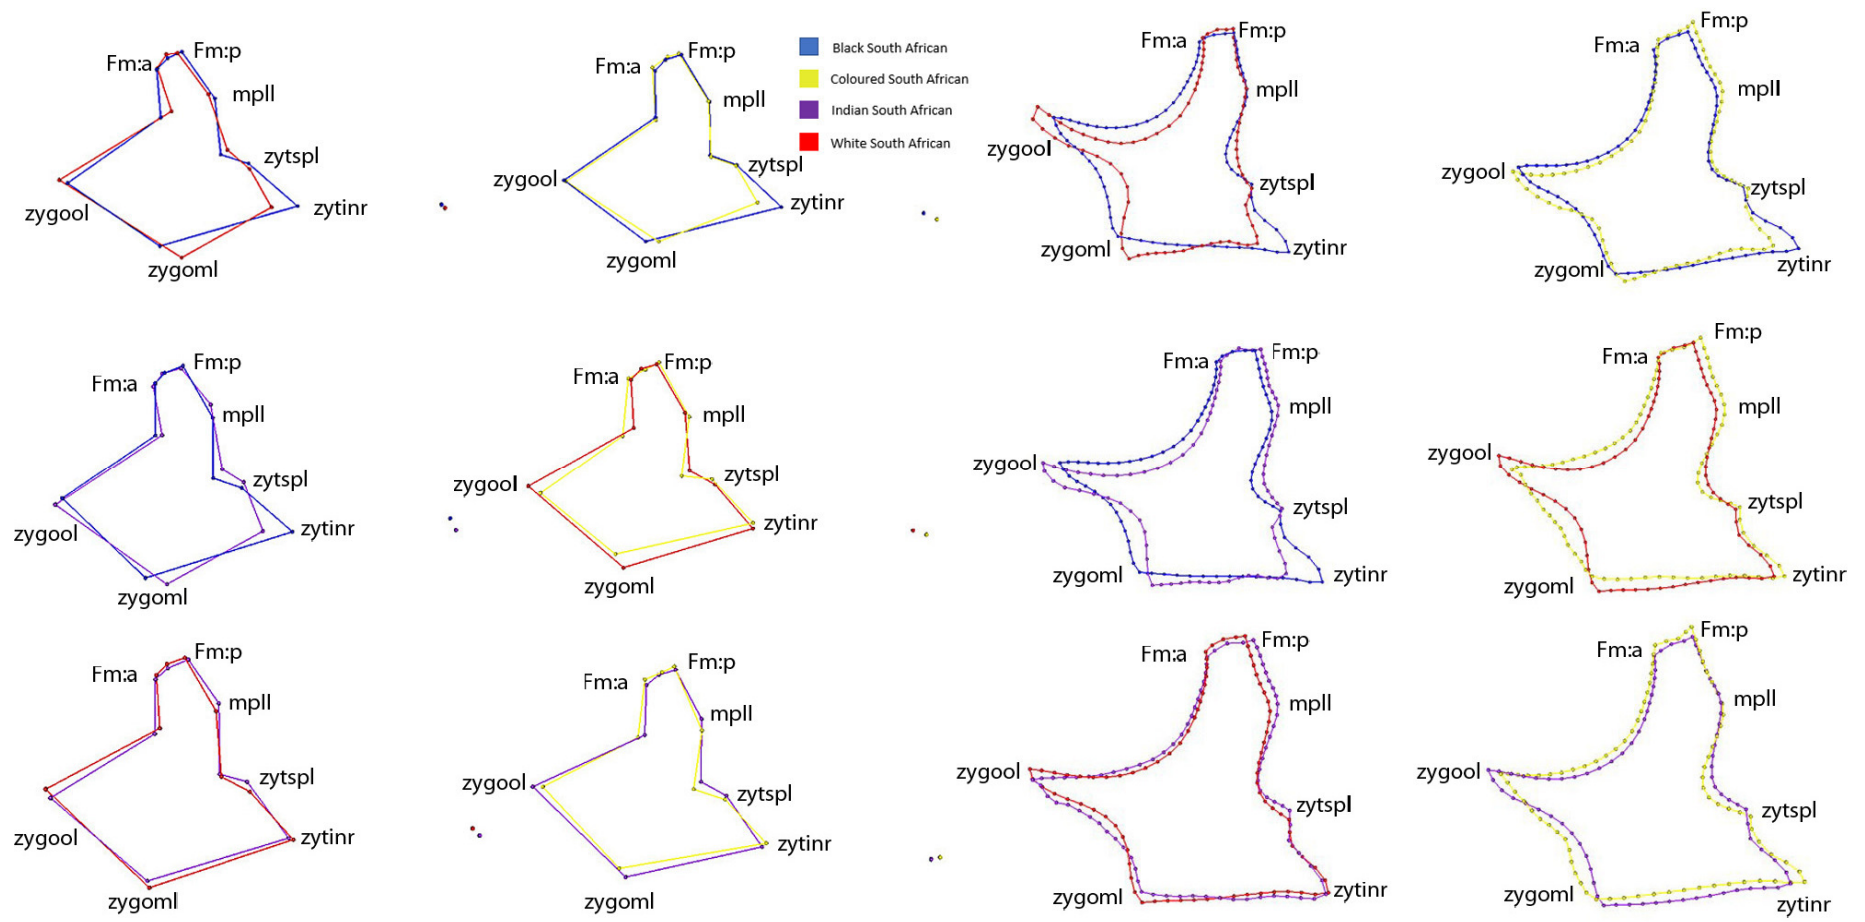 Fm:a
Fm:p
mpll
zytspl
zygool
zytinr
zygoml
Fm:a
Fm:p
mpll
zytspl
zygool
zytinr
zygoml
Black South African
Coloured South African
Indian South African
White South African
Fm:a
Fm:p
mpll
zygool
zytspl
zygoml
zytinr
Fm:a
Fm:p
mpll
zygool
zytspl
zygoml
zytinr
Fm:a
Fm:p
mpll
zytspl
zygool
zytinr
zygoml
Fm:a
Fm:p
mpll
zygool
zytspl
zytinr
zygoml
Fm:a
Fm:p
mpll
zygool
zytspl
zygoml
zytinr
Fm:a
Fm:p
mpll
zygool
zytspl
zygoml
zytinr
Fm:a
Fm:p
mpll
zytspl
zygool
zytinr
zygoml
Fm:a
Fm:p
mpll
zygool
zytspl
zytinr
zygoml
Fm:a
Fm:p
mpll
zygool
zytspl
zygoml
zytinr
Fm:a
Fm:p
mpll
zygool
zytspl
zygoml
zytinr